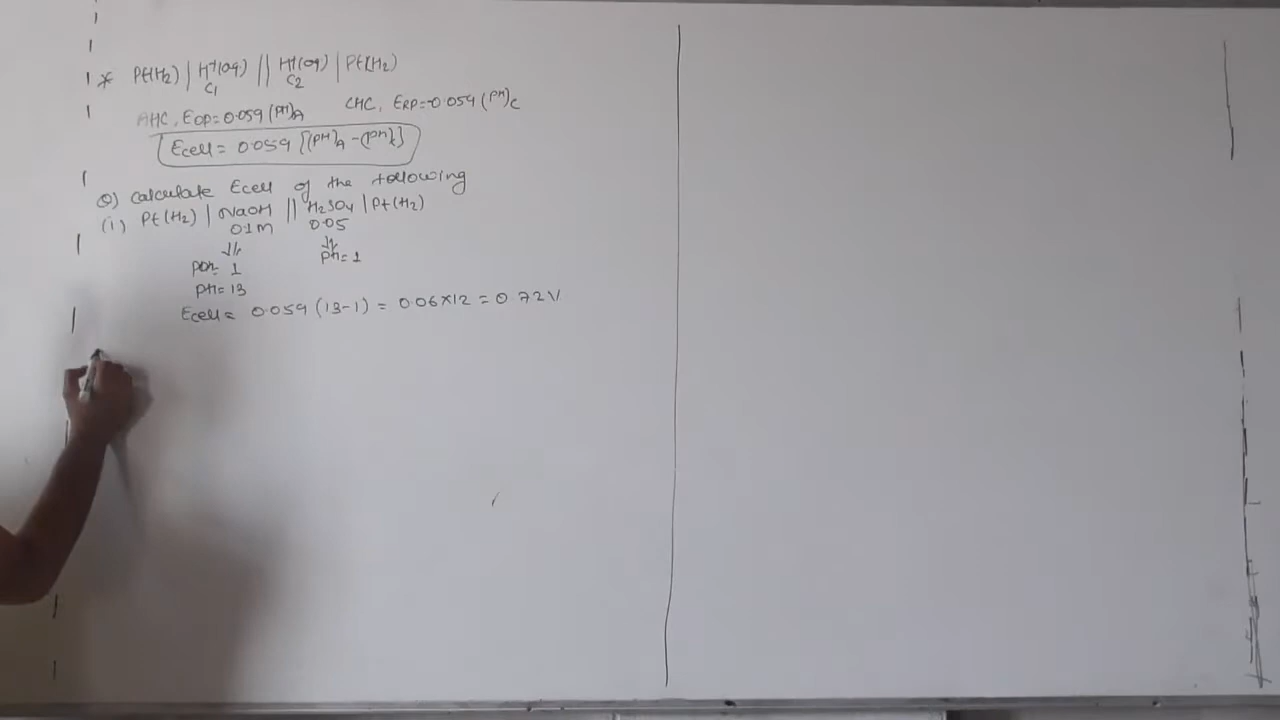 * Pt(H2) | H+(aq) || H+(aq) | Pt(H2)
C1 C2
AHC, EOP=0.059(PH)A CHC, ERP=-0.059(PH)C
Ecell = 0.059 [(PH)A-(PH)]
Q) Calculate Ecell of the following
(i) Pt(H2) | NaOH || H2SO4 | Pt(H2)
0.1m 0.05
POH= 1 PH= 1
PH= 13
Ecell = 0.059 (13-1) = 0.06×12 = 0.72V